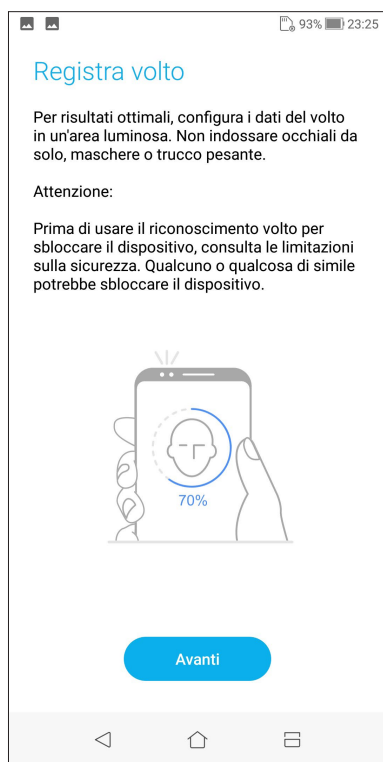 93% 23:25
Registra volto
Per risultati ottimali, configura i dati del volto
in un'area luminosa. Non indossare occhiali da
solo, maschere o trucco pesante.
Attenzione:
Prima di usare il riconoscimento volto per
sbloccare il dispositivo, consulta le limitazioni
sulla sicurezza. Qualcuno o qualcosa di simile
potrebbe sbloccare il dispositivo.
70%
Avanti